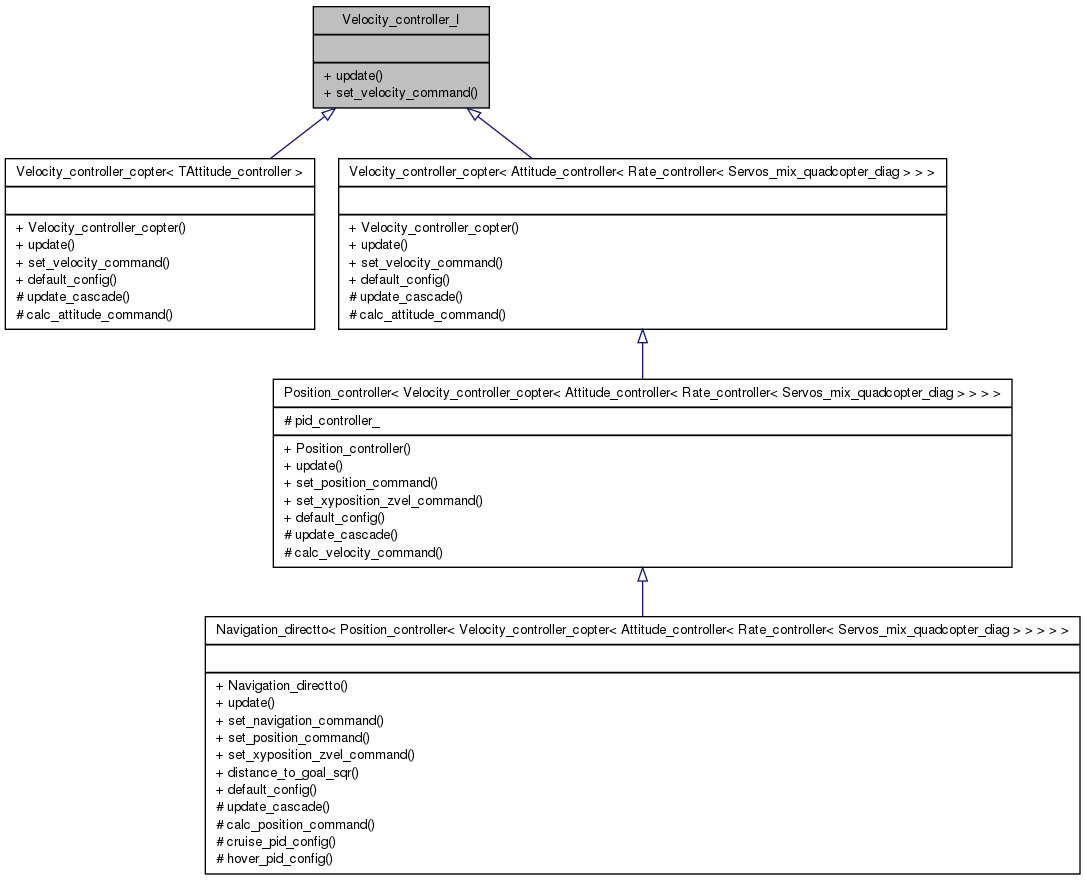 Velocity_controller_I
+ update()
+ set_velocity_command()
Velocity_controller_copter< TAttitude_controller >
+ Velocity_controller_copter()
+ update()
+ set_velocity_command()
+ default_config()
# update_cascade()
# calc_attitude_command()
Velocity_controller_copter< Attitude_controller< Rate_controller< Servos_mix_quadcopter_diag > > >
+ Velocity_controller_copter()
+ update()
+ set_velocity_command()
+ default_config()
# update_cascade()
# calc_attitude_command()
Position_controller< Velocity_controller_copter< Attitude_controller< Rate_controller< Servos_mix_quadcopter_diag > > > >
# pid_controller_
+ Position_controller()
+ update()
+ set_position_command()
+ set_xyposition_zvel_command()
+ default_config()
# update_cascade()
# calc_velocity_command()
Navigation_directto< Position_controller< Velocity_controller_copter< Attitude_controller< Rate_controller< Servos_mix_quadcopter_diag > > > > >
+ Navigation_directto()
+ update()
+ set_navigation_command()
+ set_position_command()
+ set_xyposition_zvel_command()
+ distance_to_goal_sqr()
+ default_config()
# update_cascade()
# calc_position_command()
# cruise_pid_config()
# hover_pid_config()